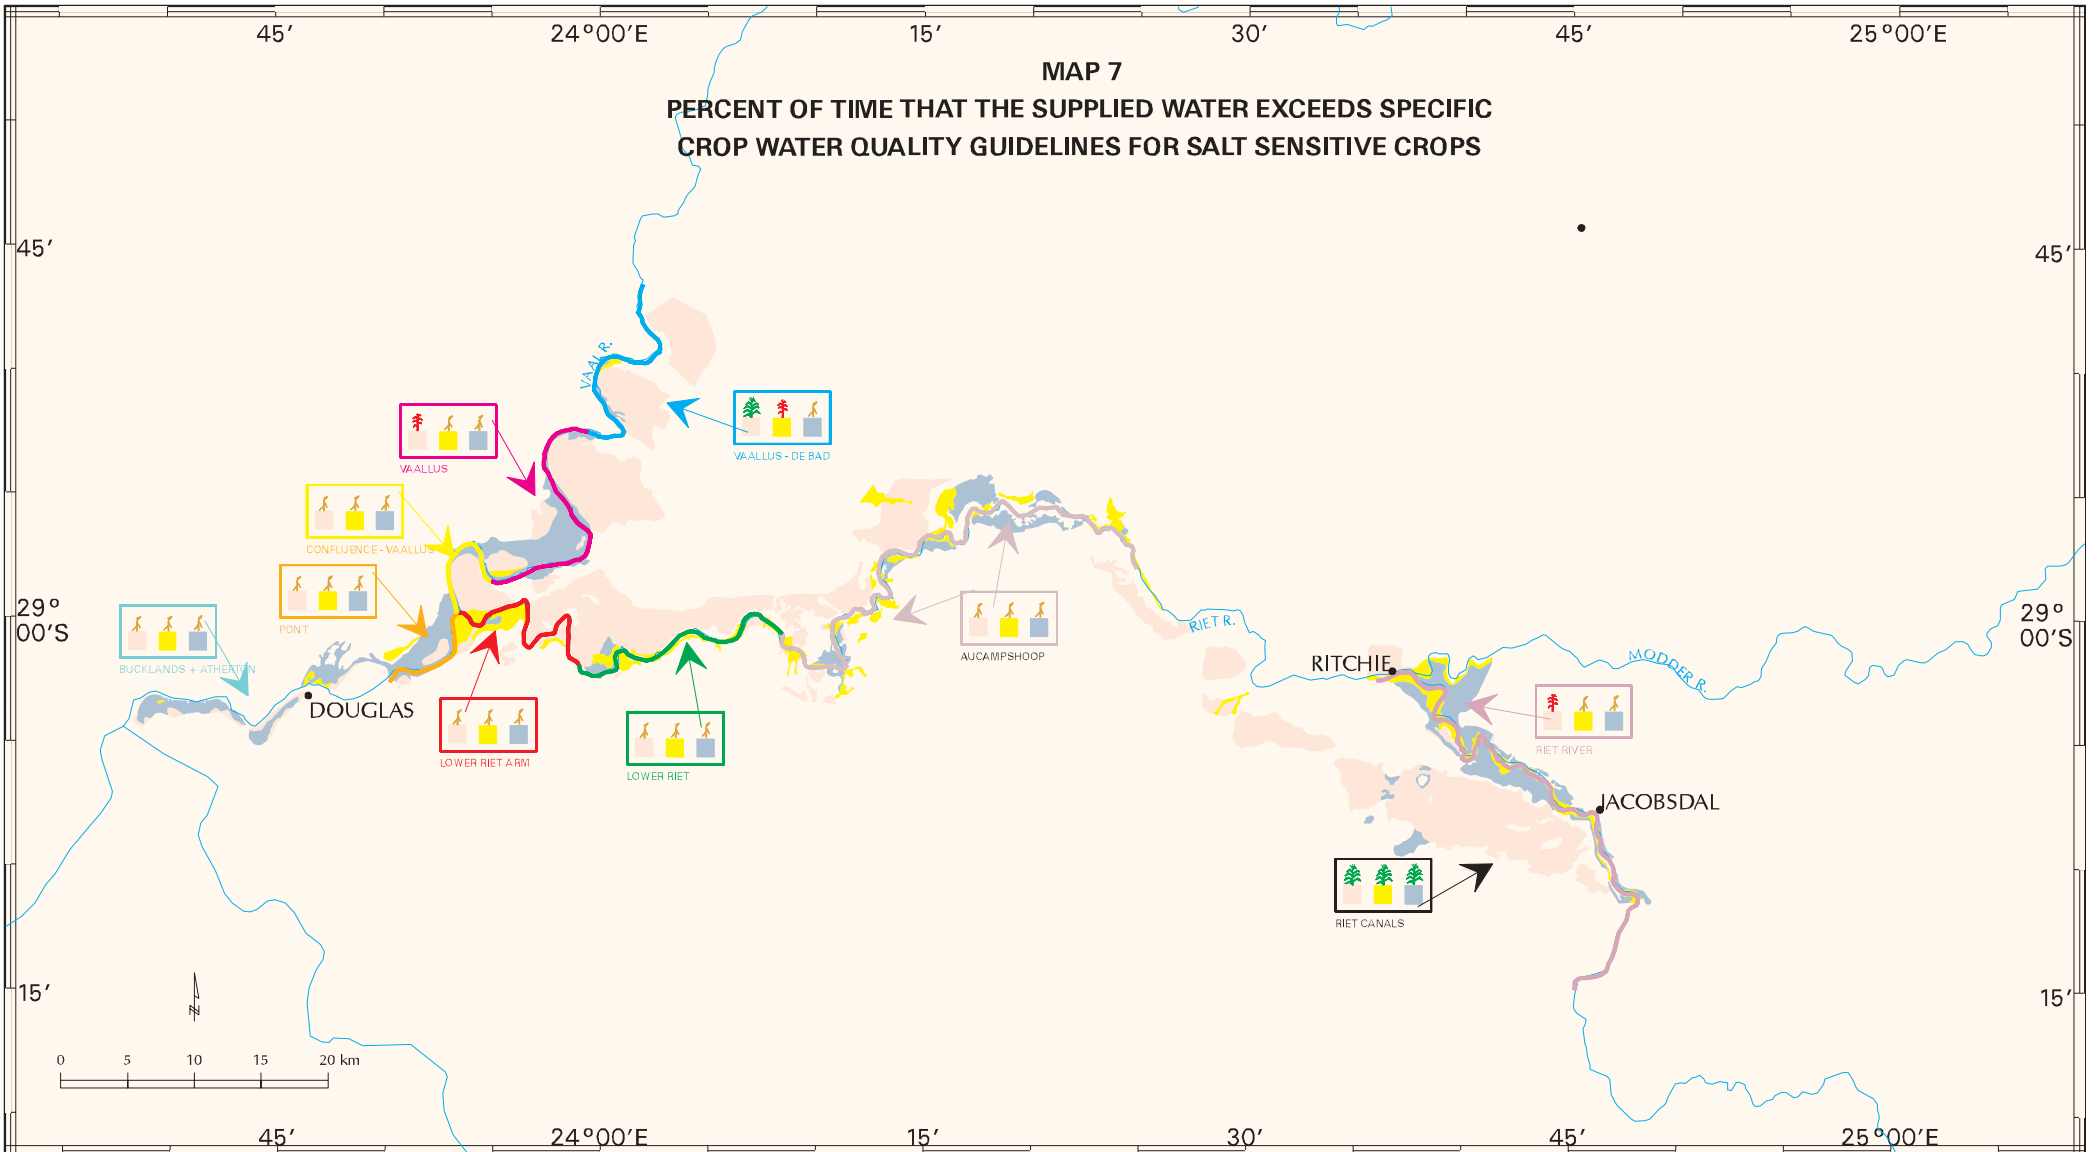 45′ 24°00′E 15′ 30′ 45′ 25°00′E
MAP 7
PERCENT OF TIME THAT THE SUPPLIED WATER EXCEEDS SPECIFIC
CROP WATER QUALITY GUIDELINES FOR SALT SENSITIVE CROPS
45′ 45′
VAAL R.
VAALLUS
VAALLUS - DE BAD
CONFLUENCE - VAALLUS
PONT
29°
00′S
BUCKLANDS + ATHERTON
29°
00′S
RIET R.
AUCAMPSHOOP
RITCHIE
MODDER R.
DOUGLAS
LOWER RIET ARM
LOWER RIET
RIET RIVER
JACOBSDAL
RIET CANALS
15′ 15′
N
0 5 10 15 20 km
45′ 24°00′E 15′ 30′ 45′ 25°00′E